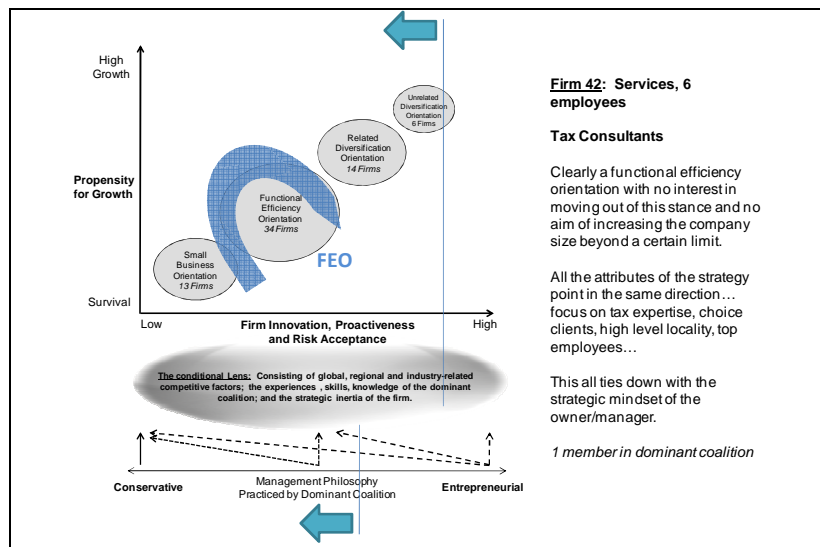 High
Growth
Propensity
for Growth
Survival
Unrelated
Diversification
Orientation
6 Firms
Related
Diversification
Orientation
14 Firms
Functional
Efficiency
Orientation
34 Firms
FEO
Small
Business
Orientation
13 Firms
Low
Firm Innovation, Proactiveness
and Risk Acceptance
High
The conditional Lens: Consisting of global, regional and industry-related
competitive factors; the experiences , skills, knowledge of the dominant
coalition; and the strategic inertia of the firm.
Conservative
Management Philosophy
Practiced by Dominant Coalition
Entrepreneurial
Firm 42: Services, 6
employees
Tax Consultants
Clearly a functional efficiency
orientation with no interest in
moving out of this stance and no
aim of increasing the company
size beyond a certain limit.
All the attributes of the strategy
point in the same direction…
focus on tax expertise, choice
clients, high level locality, top
employees…
This all ties down with the
strategic mindset of the
owner/manager.
1 member in dominant coalition